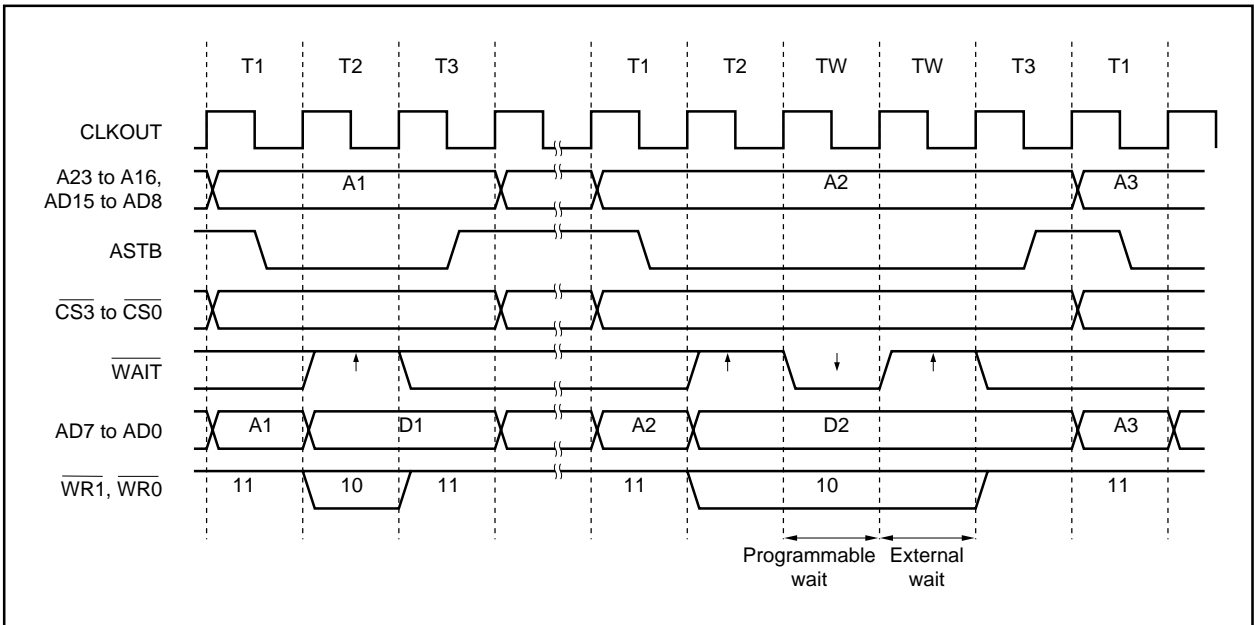 T1 T2 T3 T1 T2 TW TW T3 T1
CLKOUT
A23 to A16,
AD15 to AD8
A1 A2 A3
ASTB
CS3 to CS0
WAIT
AD7 to AD0
A1 D1 A2 D2 A3
WR1, WR0
11 10 11 11 10 11
Programmable
wait
External
wait